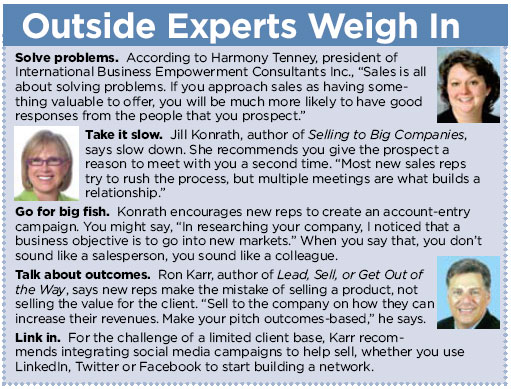 Outside Experts Weigh In
Solve problems. According to Harmony Tenney, president of
International Business Empowerment Consultants Inc., “Sales is all
about solving problems. If you approach sales as having some-
thing valuable to offer, you will be much more likely to have good
responses from the people that you prospect.”
Take it slow. Jill Konrath, author of Selling to Big Companies,
says slow down. She recommends you give the prospect a
reason to meet with you a second time. “Most new sales reps
try to rush the process, but multiple meetings are what builds a
relationship.”
Go for big fish. Konrath encourages new reps to create an account-entry
campaign. You might say, “In researching your company, I noticed that a
business objective is to go into new markets.” When you say that, you don’t
sound like a salesperson, you sound like a colleague.
Talk about outcomes. Ron Karr, author of Lead, Sell, or Get Out of
the Way, says new reps make the mistake of selling a product, not
selling the value for the client. “Sell to the company on how they can
increase their revenues. Make your pitch outcomes-based,” he says.
Link in. For the challenge of a limited client base, Karr recom-
mends integrating social media campaigns to help sell, whether you use
LinkedIn, Twitter or Facebook to start building a network.